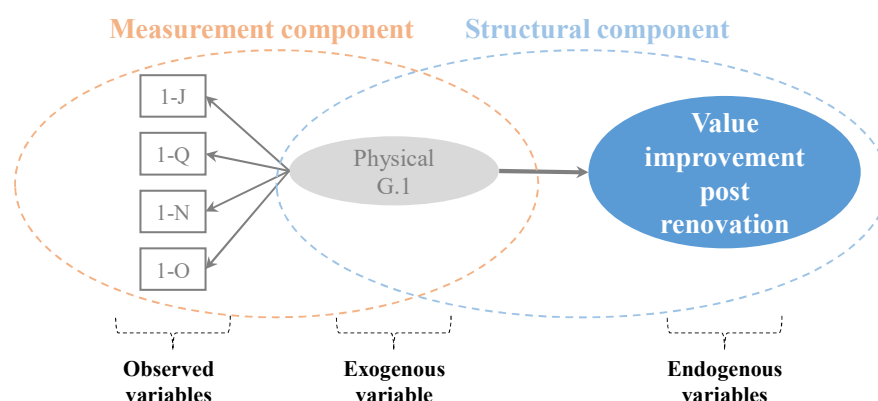 Measurement component
Structural component
1-J
1-Q
1-N
1-O
Physical
G.1
Value
improvement
post
renovation
Observed
variables
Exogenous
variable
Endogenous
variables